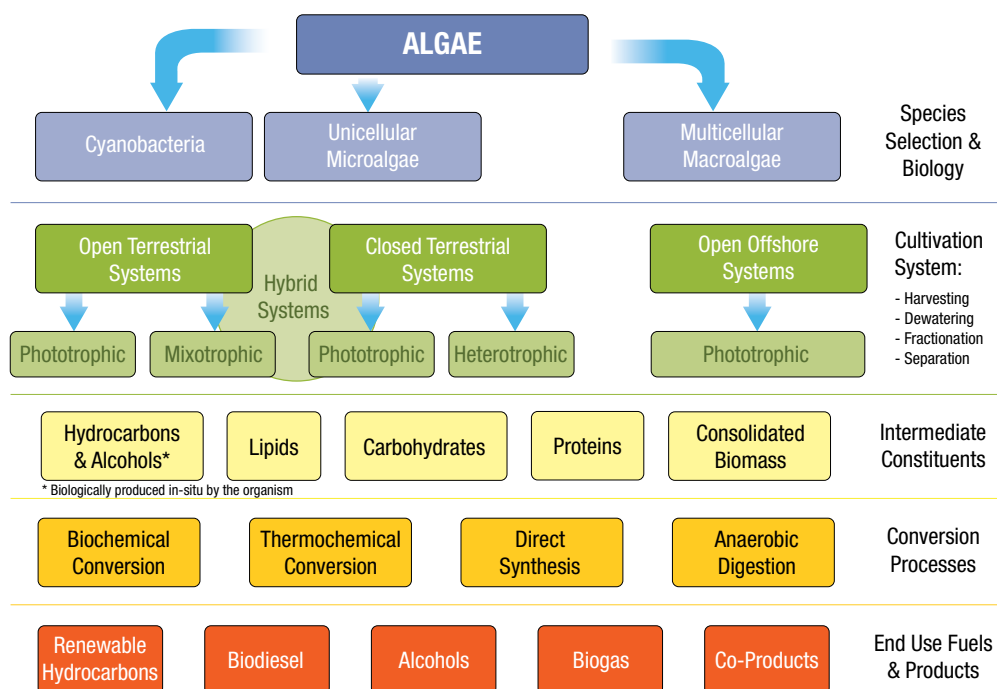 ALGAE
Cyanobacteria
Unicellular
Microalgae
Multicellular
Macroalgae
Species
Selection &
Biology
Open Terrestrial
Systems
Hybrid
Systems
Closed Terrestrial
Systems
Open Offshore
Systems
Cultivation
System:
- Harvesting
- Dewatering
- Fractionation
- Separation
Phototrophic
Mixotrophic
Phototrophic
Heterotrophic
Phototrophic
Hydrocarbons
& Alcohols*
Lipids
Carbohydrates
Proteins
Consolidated
Biomass
Intermediate
Constituents
* Biologically produced in-situ by the organism
Biochemical
Conversion
Thermochemical
Conversion
Direct
Synthesis
Anaerobic
Digestion
Conversion
Processes
Renewable
Hydrocarbons
Biodiesel
Alcohols
Biogas
Co-Products
End Use Fuels
& Products